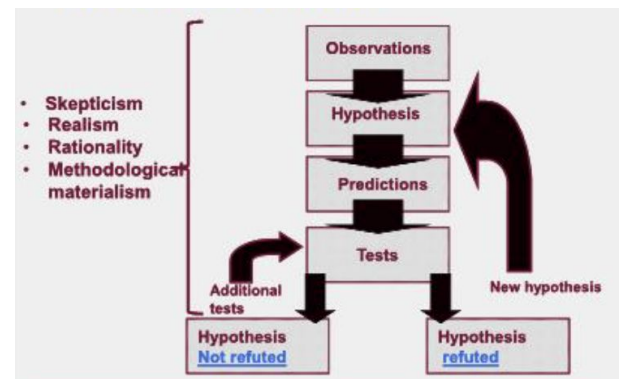 Observations
Hypothesis
Predictions
Tests
• Skepticism
• Realism
• Rationality
• Methodological
materialism
Additional
tests
New hypothesis
Hypothesis
Not refuted
Hypothesis
refuted